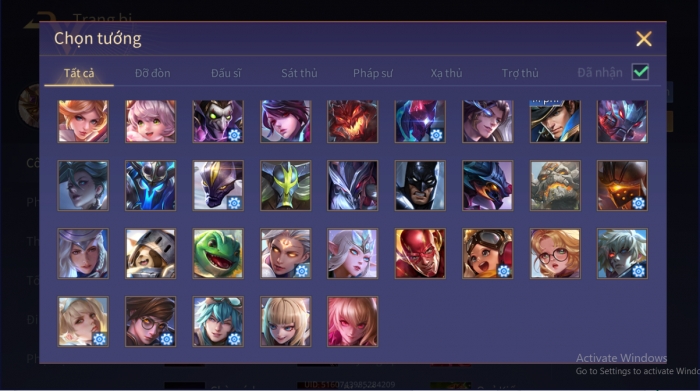 Trang bị
Chọn tướng
Tất cả
Đỡ đòn
Đấu sĩ
Sát thủ
Pháp sư
Xạ thủ
Trợ thủ
Đã nhận
Activate Windows
Go to Settings to activate Windo